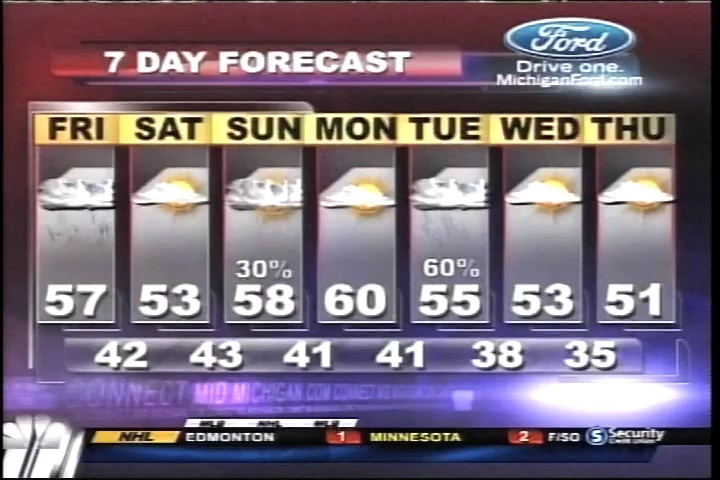 Ford
7 DAY FORECAST
Drive one.
MichiganFord.com
FRI SAT SUN MON TUE WED THU
30% 60%
57 53 58 60 55 53 51
42 43 41 41 38 35
CONNECT MID MICHIGAN.COM CONNECT
NHL EDMONTON 1 MINNESOTA 2 F/SO S Security